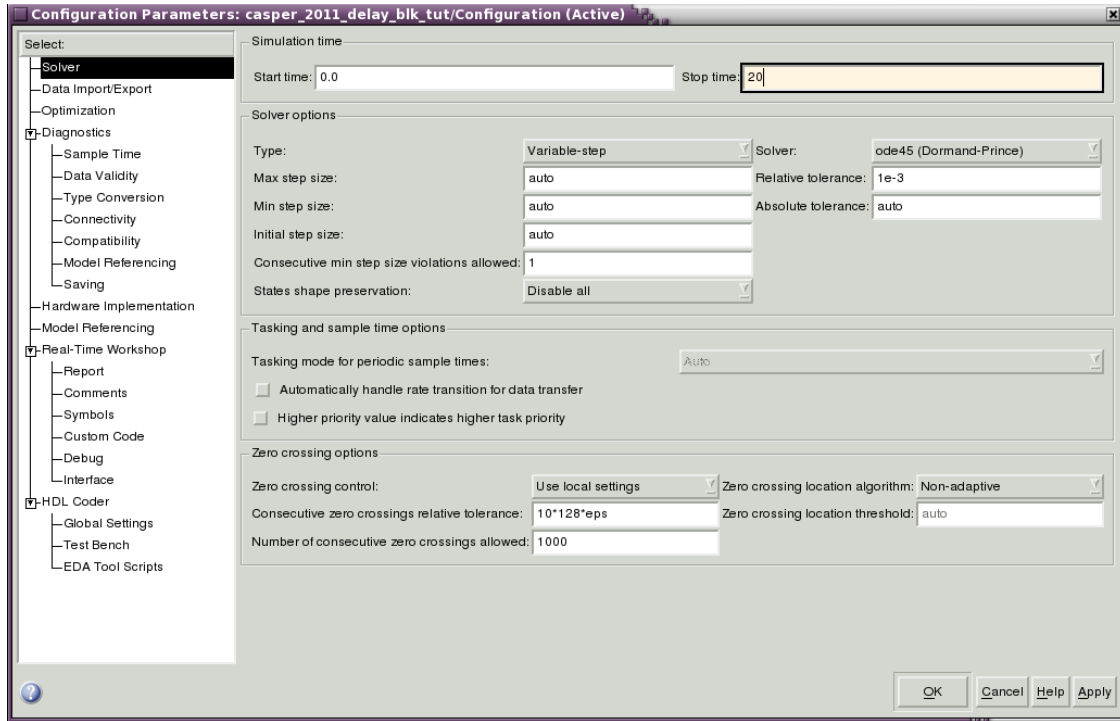 Configuration Parameters: casper_2011_delay_blk_tut/Configuration (Active)
Select:
Solver
Data Import/Export
Optimization
Diagnostics
Sample Time
Data Validity
Type Conversion
Connectivity
Compatibility
Model Referencing
Saving
Hardware Implementation
Model Referencing
Real-Time Workshop
Report
Comments
Symbols
Custom Code
Debug
Interface
HDL Coder
Global Settings
Test Bench
EDA Tool Scripts
Simulation time
Start time: 0.0 Stop time: 20
Solver options
Type: Variable-step Solver: ode45 (Dormand-Prince)
Max step size: auto Relative tolerance: 1e-3
Min step size: auto Absolute tolerance: auto
Initial step size: auto
Consecutive min step size violations allowed: 1
States shape preservation: Disable all
Tasking and sample time options
Tasking mode for periodic sample times: Auto
Automatically handle rate transition for data transfer
Higher priority value indicates higher task priority
Zero crossing options
Zero crossing control: Use local settings Zero crossing location algorithm: Non-adaptive
Consecutive zero crossings relative tolerance: 10*128*eps Zero crossing location threshold: auto
Number of consecutive zero crossings allowed: 1000
OK Cancel Help Apply